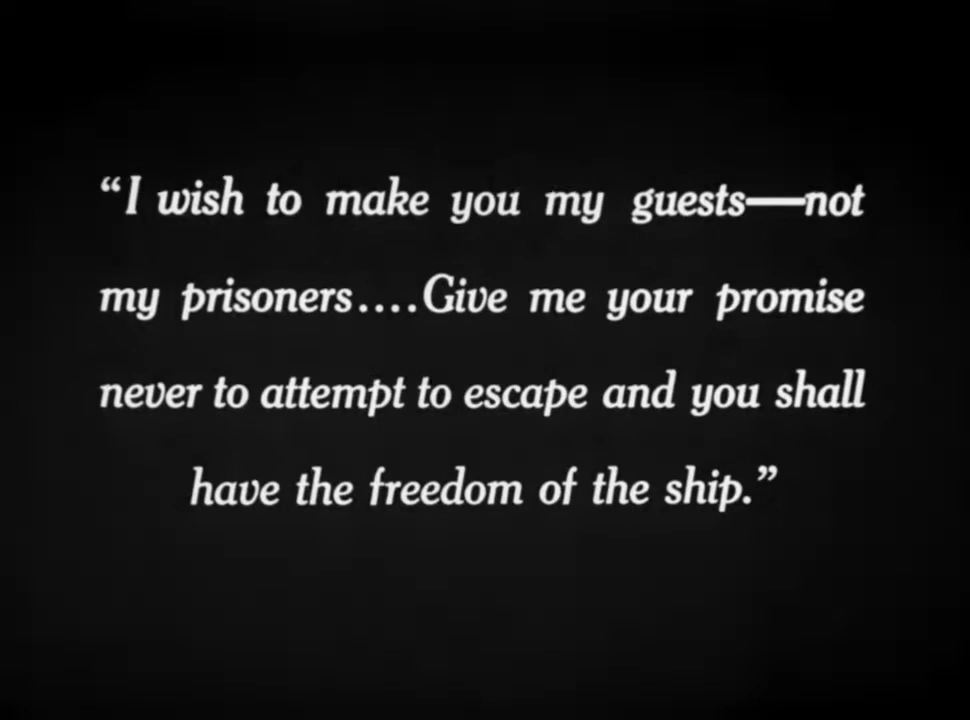 “I wish to make you my guests—not
my prisoners....Give me your promise
never to attempt to escape and you shall
have the freedom of the ship.”